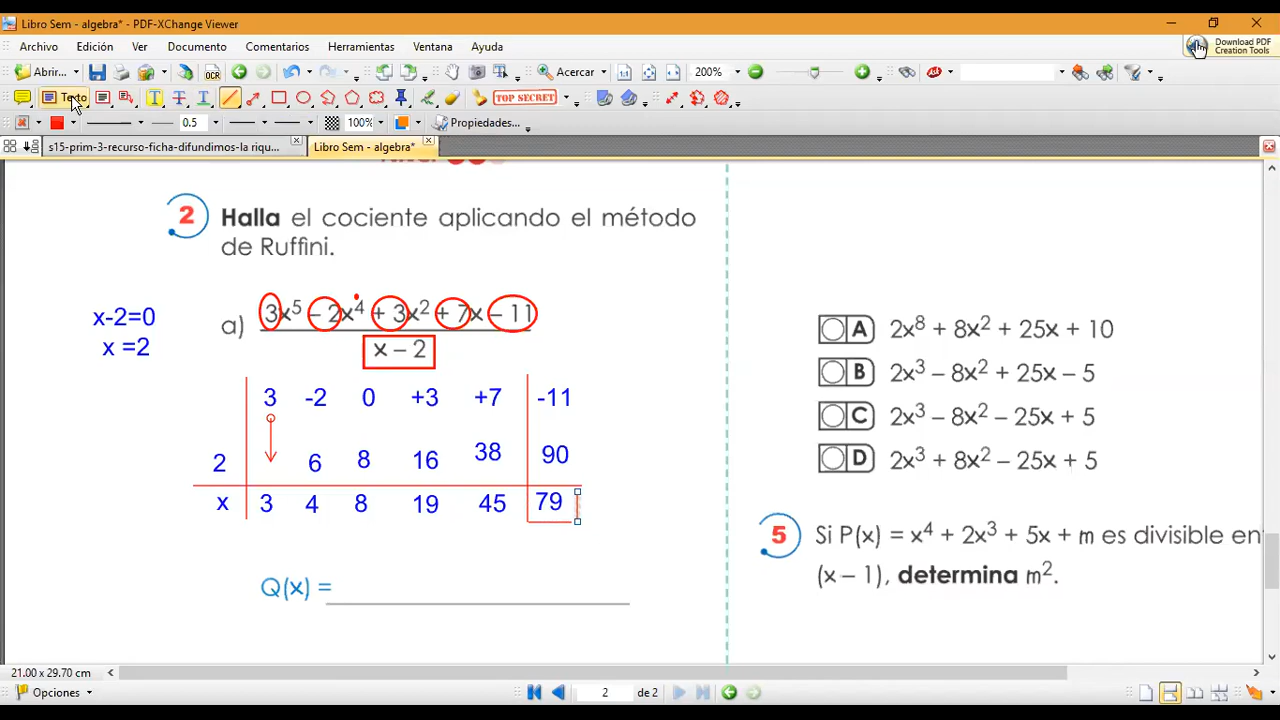 Libro Sem - algebra* - PDF-XChange Viewer
Archivo Edición Ver Documento Comentarios Herramientas Ventana Ayuda
Download PDF
Creation Tools
Abrir... OCR Acercar 200%
Texto T T T TOP SECRET
0.5 100% Propiedades...
s15-prim-3-recurso-ficha-difundimos-la riqu... Libro Sem - algebra*
2 Halla el cociente aplicando el método
de Ruffini.
x-2=0
x =2
a) 3x⁵ – 2x⁴ + 3x² + 7x – 11
x – 2
3 -2 0 +3 +7 -11
2 6 8 16 38 90
x 3 4 8 19 45 79
Q(x) =
A 2x⁸ + 8x² + 25x + 10
B 2x³ – 8x² + 25x – 5
C 2x³ – 8x² – 25x + 5
D 2x³ + 8x² – 25x + 5
5 Si P(x) = x⁴ + 2x³ + 5x + m es divisible en
(x – 1), determina m².
21.00 x 29.70 cm
Opciones 2 de 2